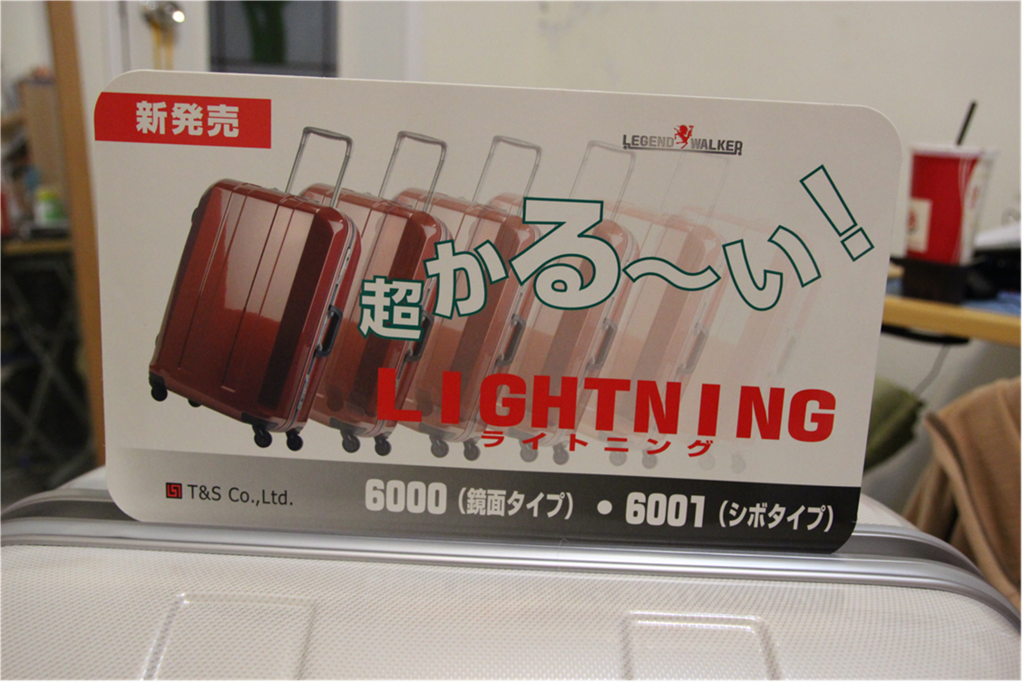 新発売
LEGEND WALKER
超かる〜い!
LIGHTNING
ライトニング
T&S Co.,Ltd.
6000（鏡面タイプ）・6001（シボタイプ）